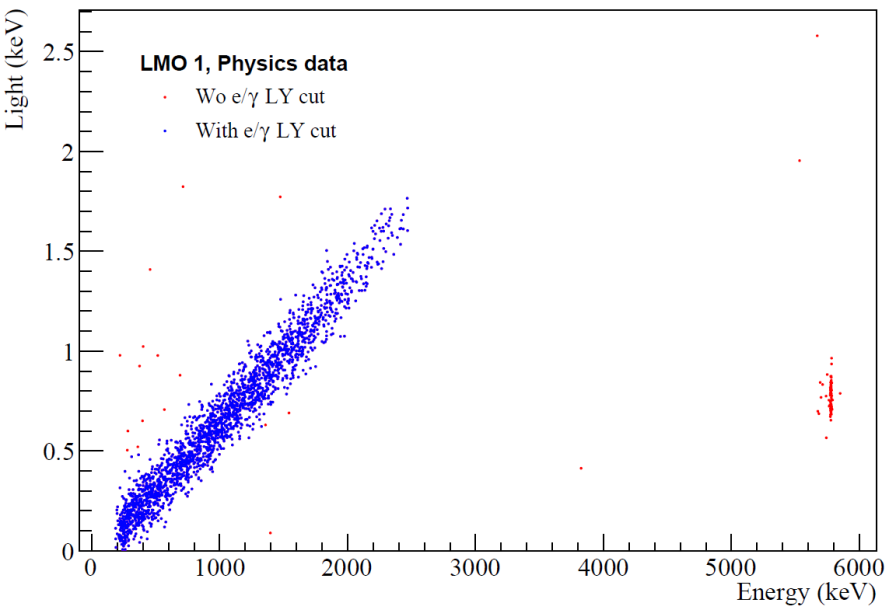 Light (keV)
2.5
2
1.5
1
0.5
0
LMO 1, Physics data
Wo e/γ LY cut
With e/γ LY cut
0 1000 2000 3000 4000 5000 6000
Energy (keV)